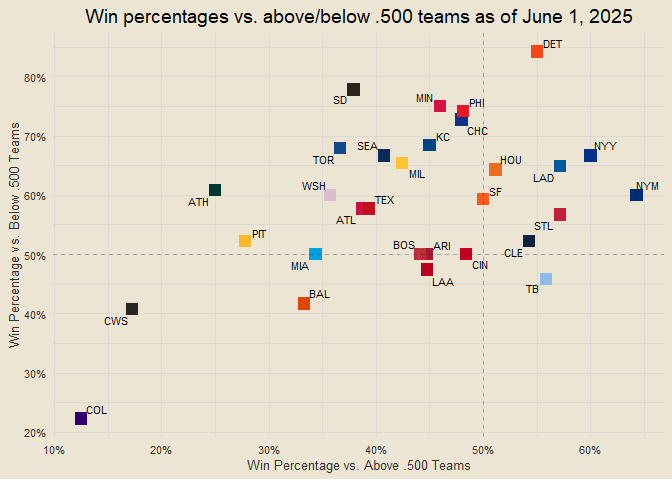 Win percentages vs. above/below .500 teams as of June 1, 2025
DET
80%
SD
MIN
PHI
CHC
70%
KC
SEA
TOR
MIL
HOU
NYY
LAD
WSH
NYM
ATH
60%
TEX
SF
ATL
STL
PIT
BOS
ARI
CLE
50%
MIA
CIN
LAA
TB
BAL
CWS
40%
30%
COL
20%
10%
20%
30%
40%
50%
60%
Win Percentage vs. Below .500 Teams
Win Percentage vs. Above .500 Teams